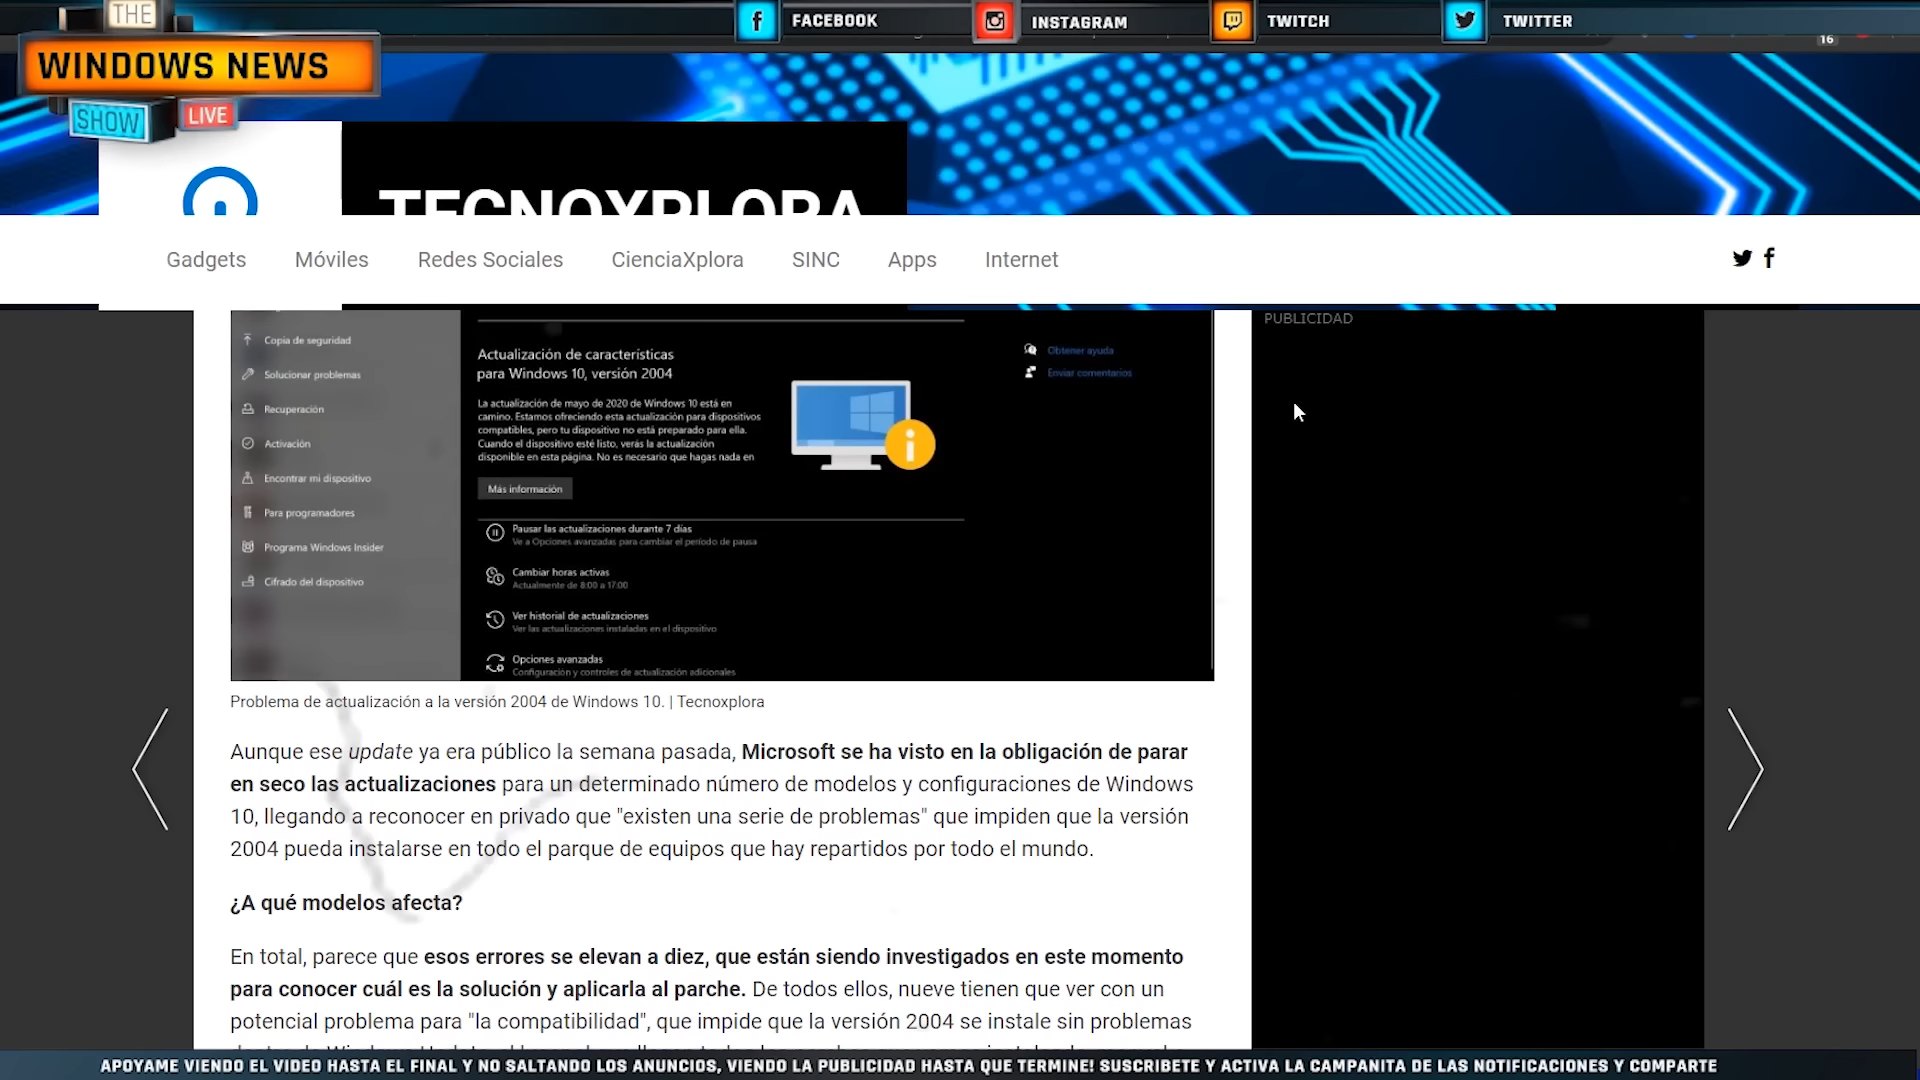 THE
WINDOWS NEWS
SHOW
LIVE
FACEBOOK
INSTAGRAM
TWITCH
TWITTER
16
TECNOXPLORA
Gadgets
Móviles
Redes Sociales
CienciaXplora
SINC
Apps
Internet
PUBLICIDAD
Copia de seguridad
Solucionar problemas
Recuperación
Activación
Encontrar mi dispositivo
Para programadores
Programa Windows Insider
Cifrado del dispositivo
Actualización de características
para Windows 10, versión 2004
La actualización de mayo de 2020 de Windows 10 está en
camino. Estamos ofreciendo esta actualización para dispositivos
compatibles, pero tu dispositivo no está preparado para ella.
Cuando el dispositivo esté listo, verás la actualización
disponible en esta página. No es necesario que hagas nada en
Más información
Obtener ayuda
Enviar comentarios
Pausar las actualizaciones durante 7 días
Ve a Opciones avanzadas para cambiar el período de pausa
Cambiar horas activas
Actualmente de 8:00 a 17:00
Ver historial de actualizaciones
Ver las actualizaciones instaladas en el dispositivo
Opciones avanzadas
Configuración y controles de actualización adicionales
Problema de actualización a la versión 2004 de Windows 10. | Tecnoxplora
Aunque ese update ya era público la semana pasada, Microsoft se ha visto en la obligación de parar
en seco las actualizaciones para un determinado número de modelos y configuraciones de Windows
10, llegando a reconocer en privado que "existen una serie de problemas" que impiden que la versión
2004 pueda instalarse en todo el parque de equipos que hay repartidos por todo el mundo.
¿A qué modelos afecta?
En total, parece que esos errores se elevan a diez, que están siendo investigados en este momento
para conocer cuál es la solución y aplicarla al parche. De todos ellos, nueve tienen que ver con un
potencial problema para "la compatibilidad", que impide que la versión 2004 se instale sin problemas
APOYAME VIENDO EL VIDEO HASTA EL FINAL Y NO SALTANDO LOS ANUNCIOS, VIENDO LA PUBLICIDAD HASTA QUE TERMINE! SUSCRIBETE Y ACTIVA LA CAMPANITA DE LAS NOTIFICACIONES Y COMPARTE